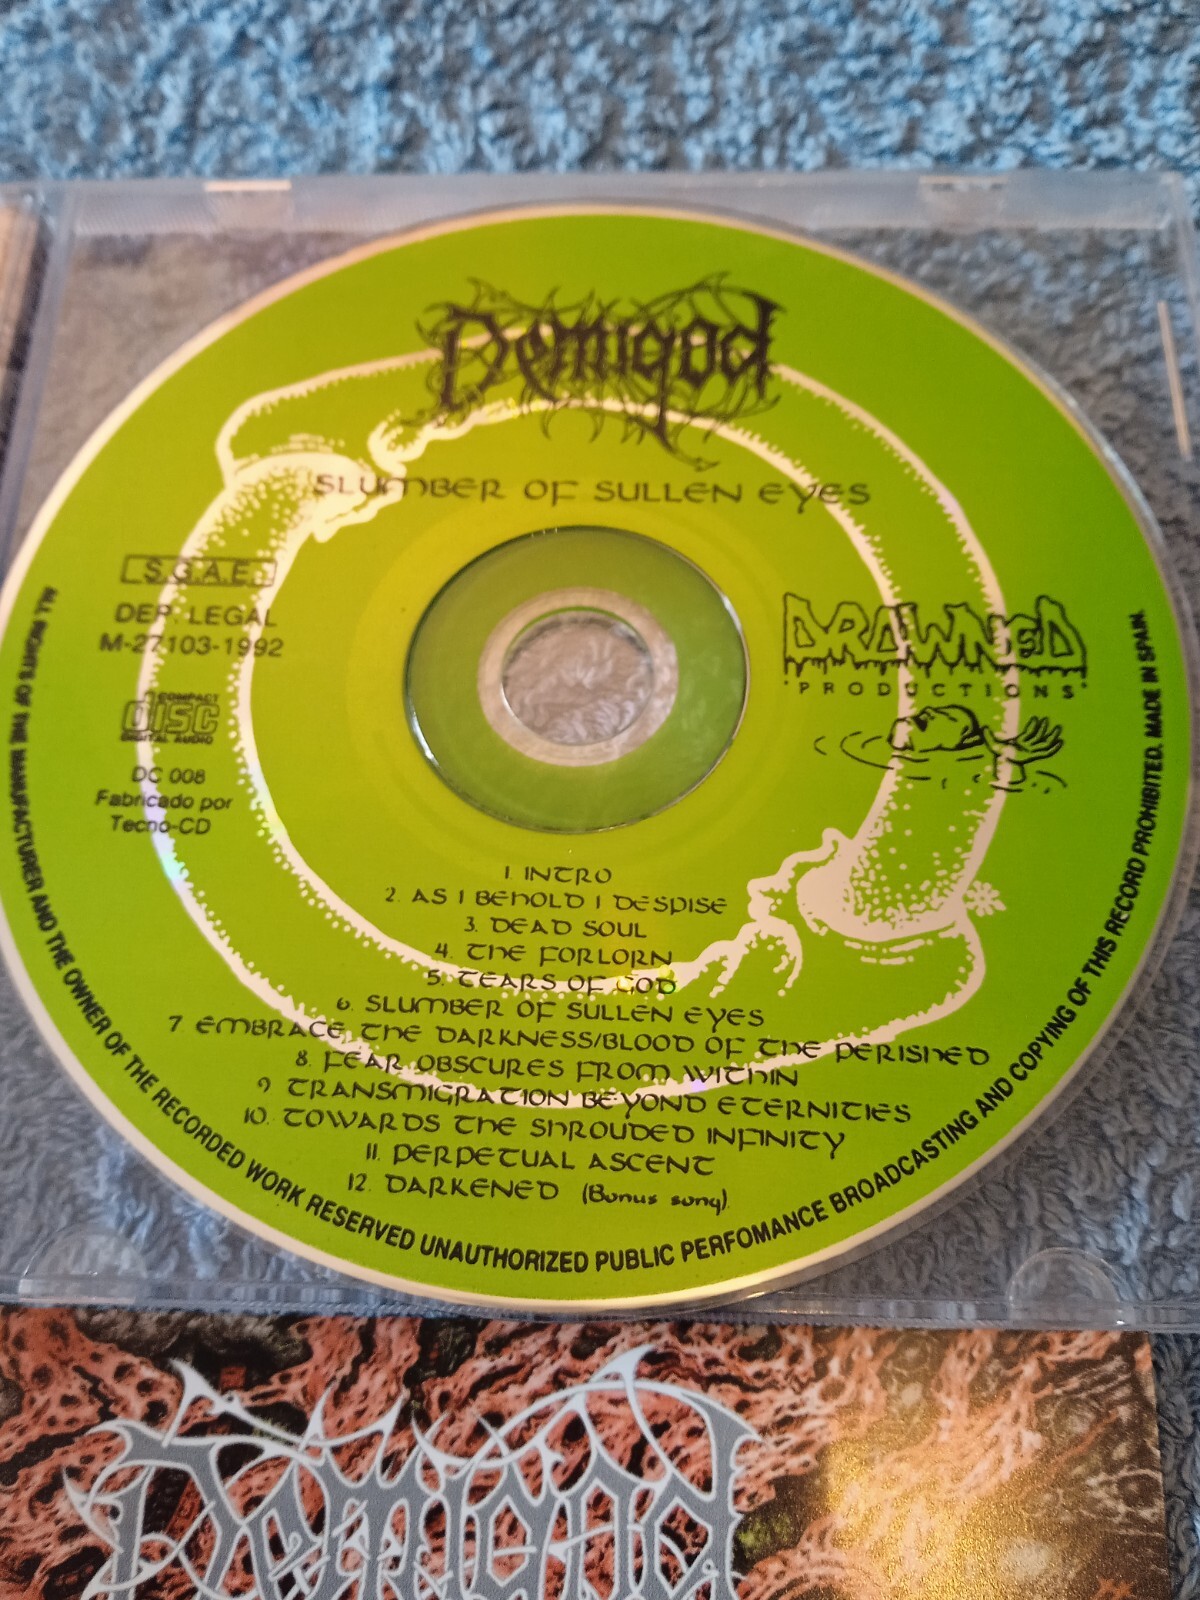 Demigod
SLUMBER OF SULLEN EYES
S.G.A.E.
DEP. LEGAL
M-27103-1992
COMPACT
DISC
DIGITAL AUDIO
DC 008
Fabricado por
Tecno-CD
DROWNED
PRODUCTIONS
1. INTRO
2. AS I BEHOLD I DESPISE
3. DEAD SOUL
4. THE FORLORN
5. TEARS OF GOD
6. SLUMBER OF SULLEN EYES
7. EMBRACE THE DARKNESS/BLOOD OF THE PERISHED
8. FEAR OBSCURES FROM WITHIN
9 TRANSMIGRATION BEYOND ETERNITIES
10. TOWARDS THE SHROUDED INFINITY
11. PERPETUAL ASCENT
12. DARKENED (Bonus song).
ALL RIGHTS OF THE MANUFACTURER AND THE OWNER OF THE RECORDED WORK RESERVED UNAUTHORIZED PUBLIC PERFOMANCE BROADCASTING AND COPYING OF THIS RECORD PROHIBITED. MADE IN SPAIN.
Demigod